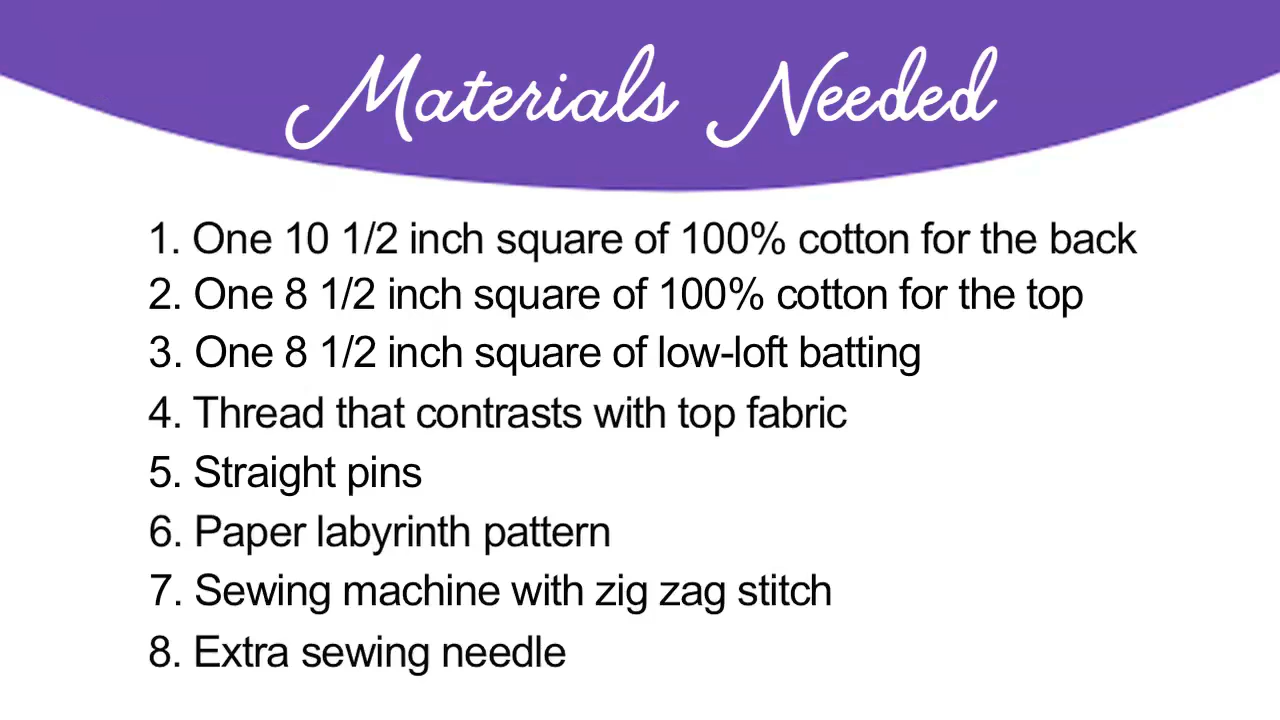 Materials Needed
1. One 10 1/2 inch square of 100% cotton for the back
2. One 8 1/2 inch square of 100% cotton for the top
3. One 8 1/2 inch square of low-loft batting
4. Thread that contrasts with top fabric
5. Straight pins
6. Paper labyrinth pattern
7. Sewing machine with zig zag stitch
8. Extra sewing needle